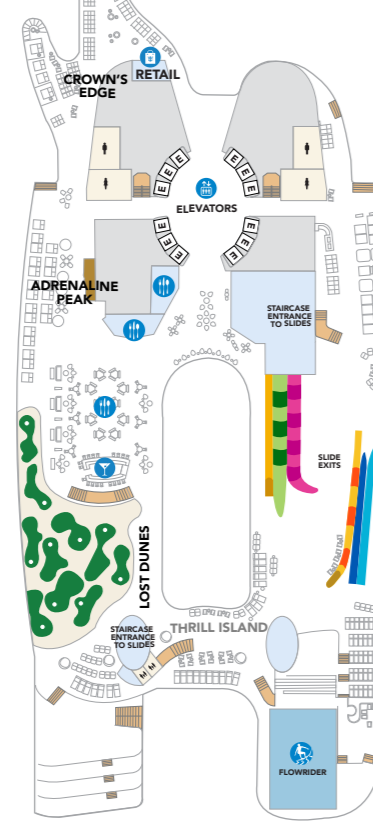 RETAIL
CROWN'S
EDGE
E
E
E
E
E
E
ELEVATORS
E
E
E
E
E
E
ADRENALINE
PEAK
STAIRCASE
ENTRANCE
TO SLIDES
SLIDE
EXITS
LOST DUNES
THRILL ISLAND
STAIRCASE
ENTRANCE
TO SLIDES
FLOWRIDER